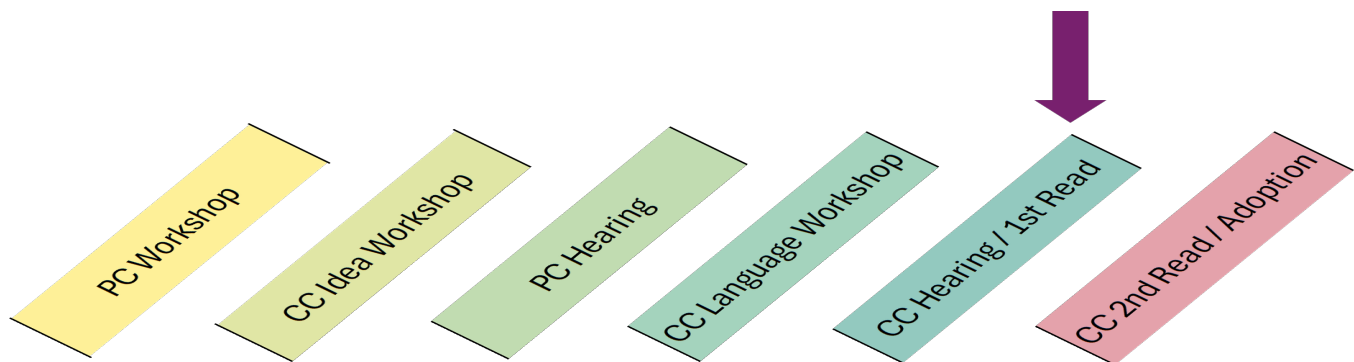 PC Workshop
CC Idea Workshop
PC Hearing
CC Language Workshop
CC Hearing / 1st Read
CC 2nd Read / Adoption